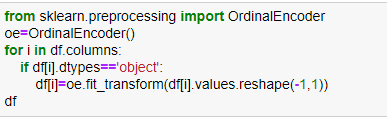 from sklearn.preprocessing import OrdinalEncoder
oe=OrdinalEncoder()
for i in df.columns:
    if df[i].dtypes=='object':
        df[i]=oe.fit_transform(df[i].values.reshape(-1,1))
df